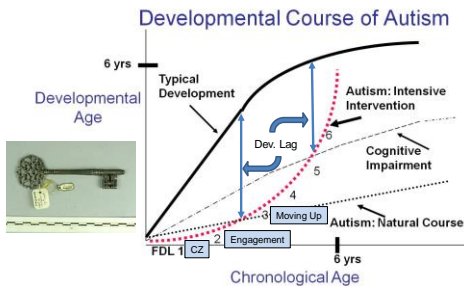 Developmental Course of Autism
6 yrs
Typical
Development
Developmental
Age
Autism: Intensive
Intervention
Dev. Lag
6
Cognitive
Impairment
5
4
3
Moving Up
Autism: Natural Course
2
Engagement
FDL 1
CZ
6 yrs
Chronological Age